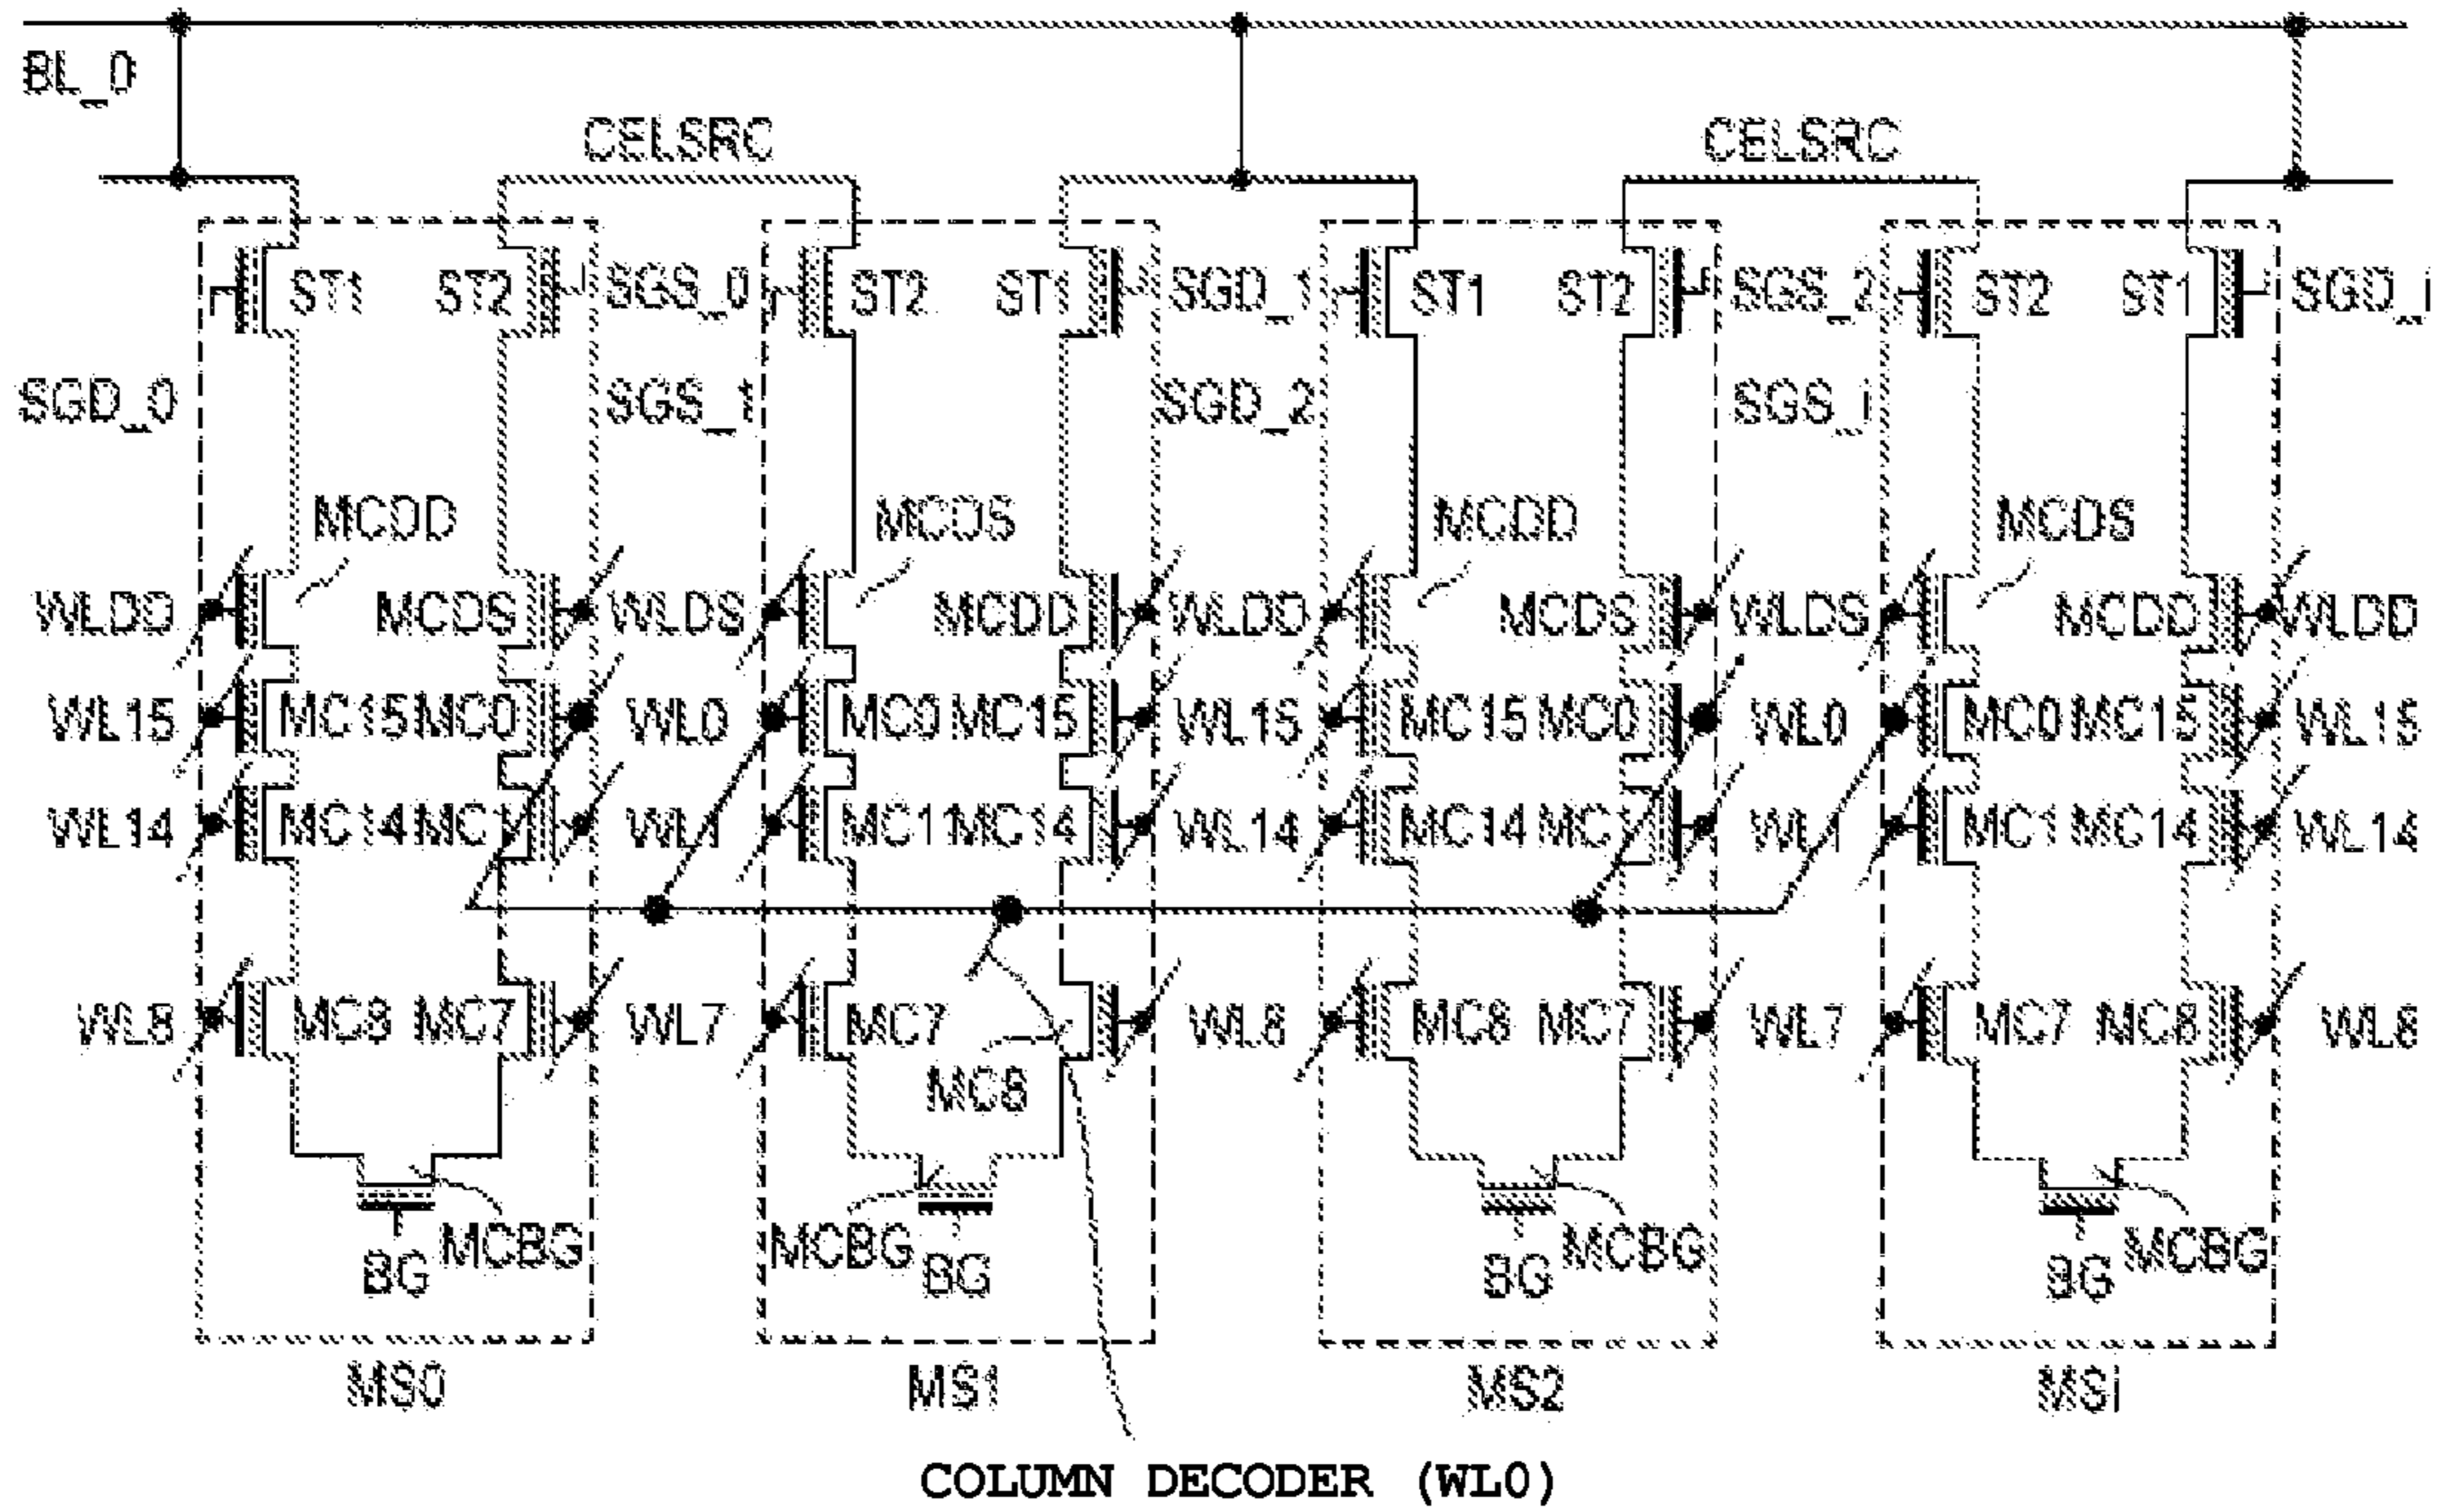 BL_0
CELSRC CELSRC
ST1 ST2 SGS_0 ST2 ST1 SGD_1 ST1 ST2 SGS_2 ST2 ST1 SGD_i
SGD_0 SGS_1 SGD_2 SGS_i
MCDD MCDS MCDD MCDS
WLDD MCDS WLDS MCDD WLDD MCDS WLDS MCDD WLDD
WL15 MC15 MC0 WL0 MC0 MC15 WL15 MC15 MC0 WL0 MC0 MC15 WL15
WL14 MC14 MC1 WL1 MC11 MC14 WL14 MC14 MC1 WL1 MC1 MC14 WL14
WL8 MC8 MC7 WL7 MC7 WL8 MC8 MC7 WL7 MC7 MC8 WL8
MC8
MCBG MCBG MCBG MCBG
BG BG BG BG
MS0 MS1 MS2 MSi
COLUMN DECODER (WL0)